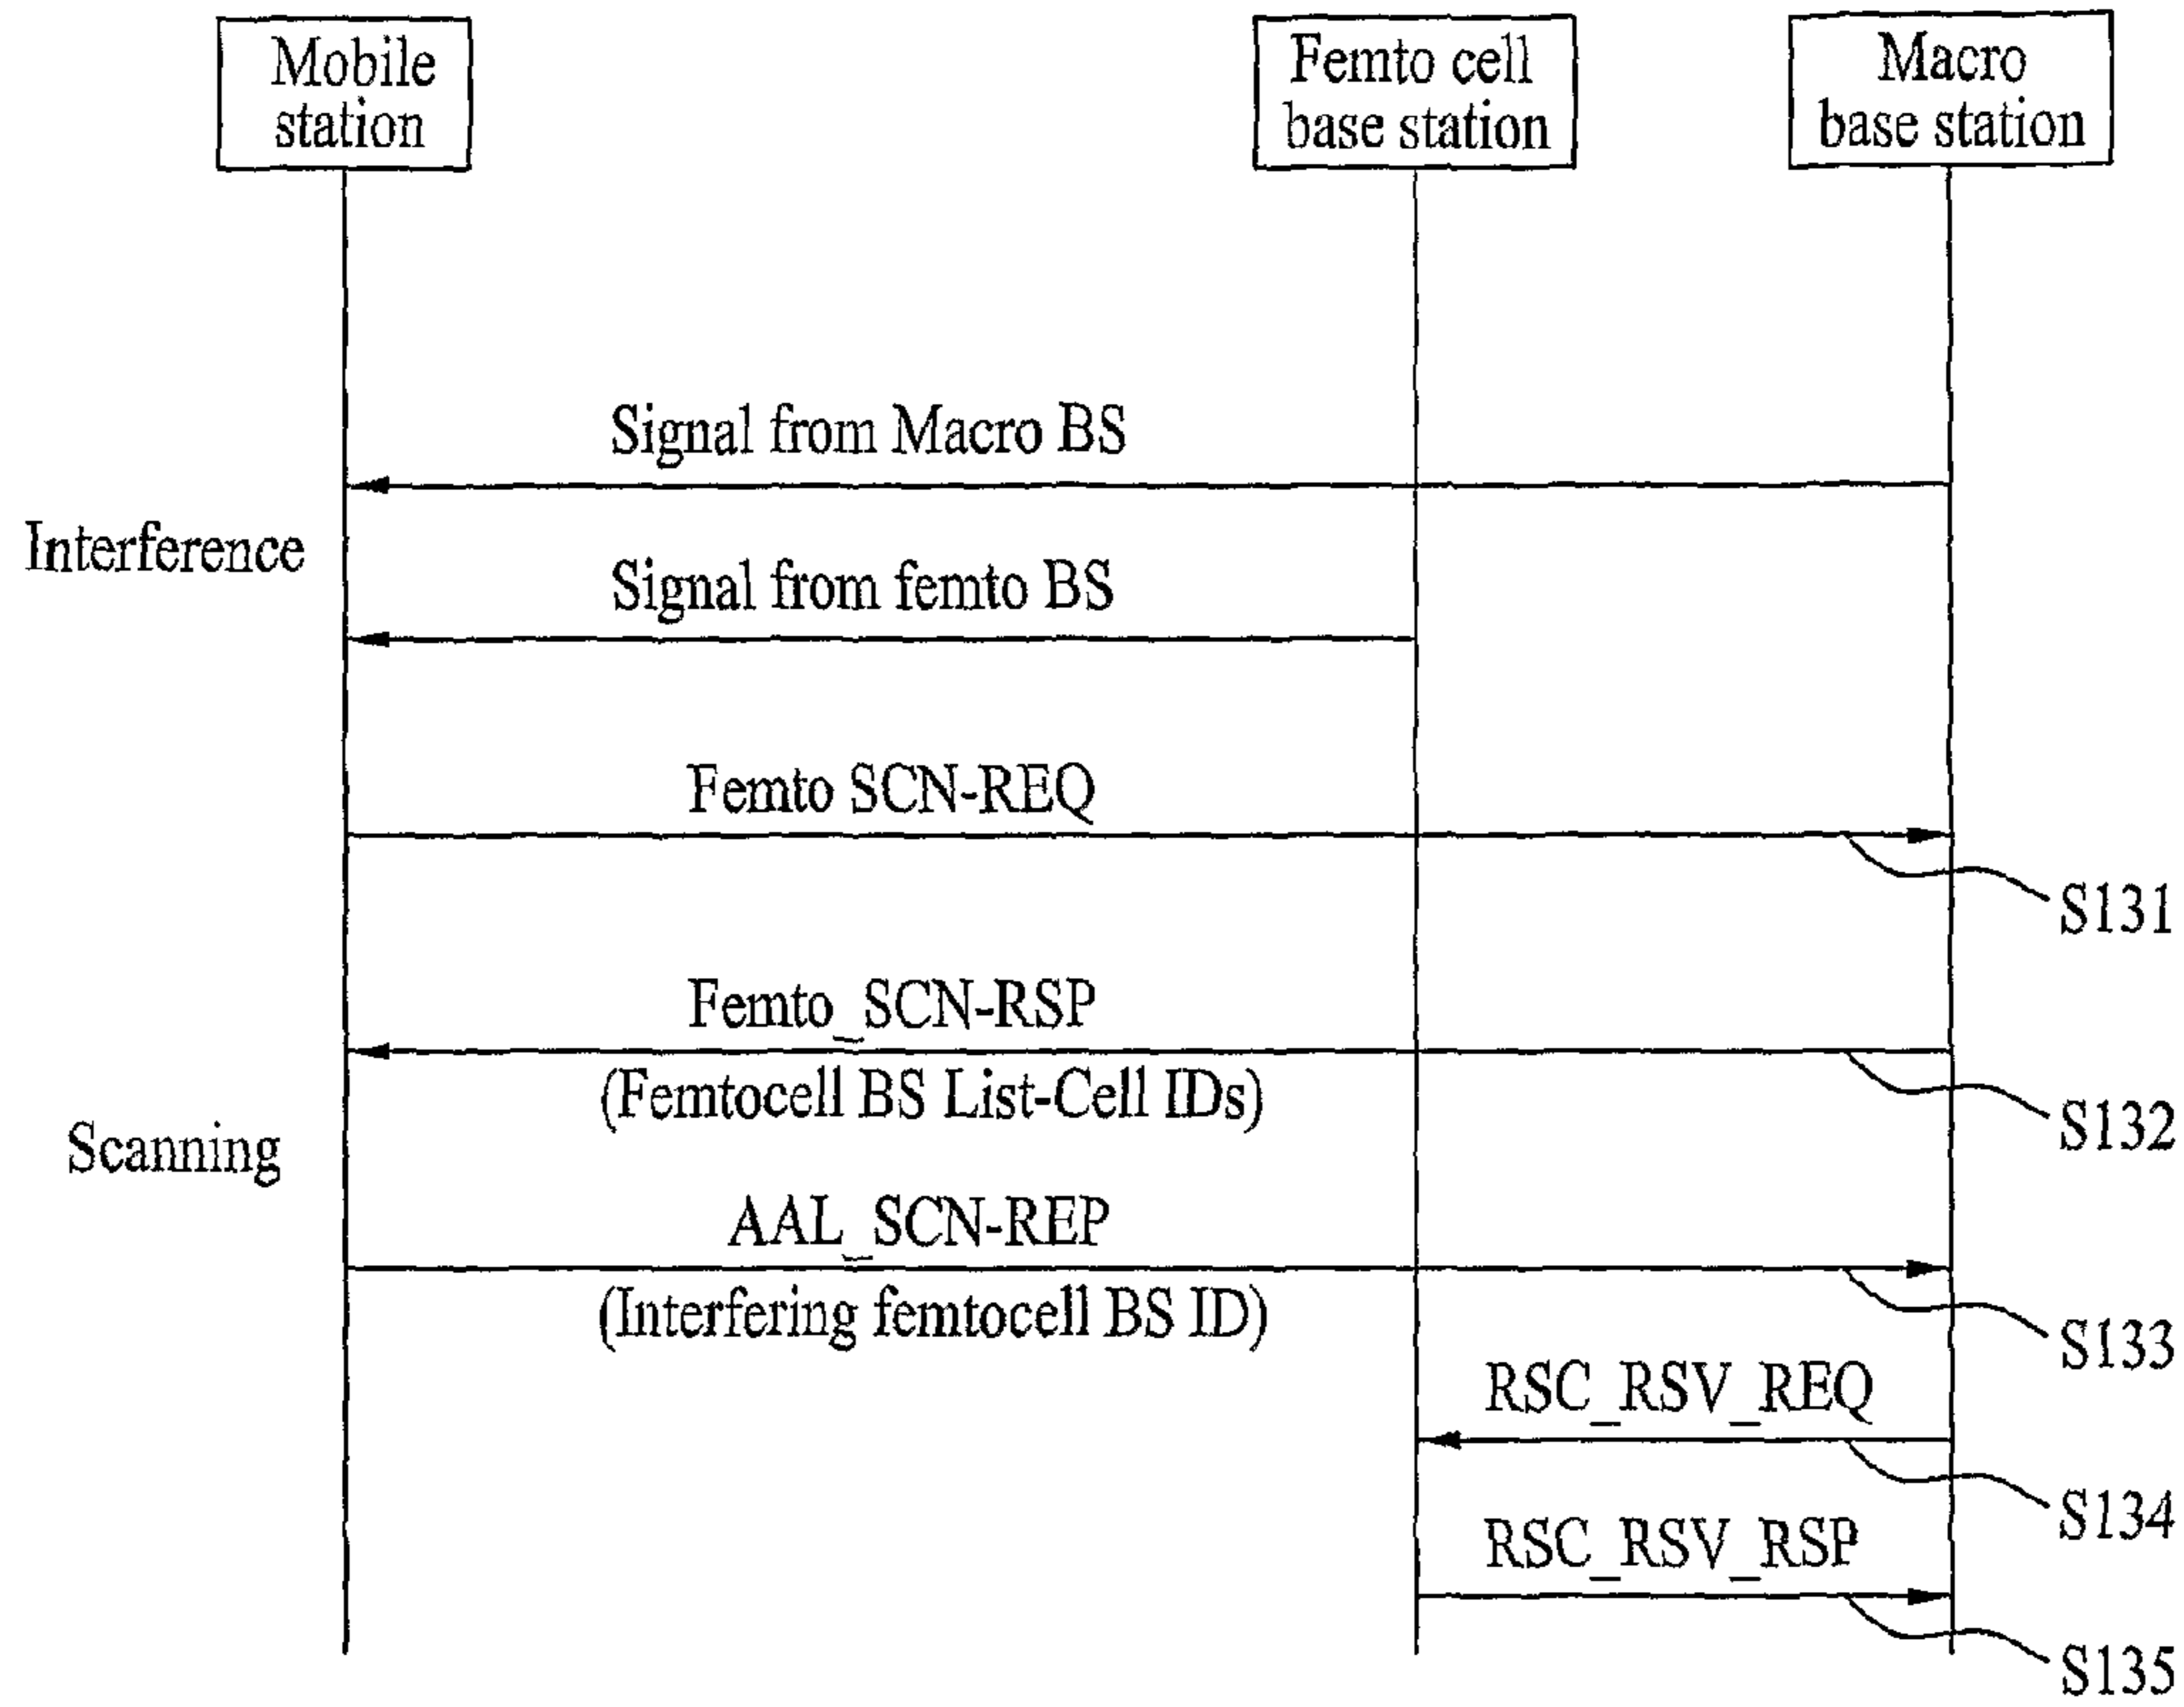 Mobile
station
Femto cell
base station
Macro
base station
Signal from Macro BS
Interference
Signal from femto BS
Femto SCN-REQ
S131
Femto_SCN-RSP
(Femtocell BS List-Cell IDs)
S132
Scanning
AAL_SCN-REP
(Interfering femtocell BS ID)
S133
RSC_RSV_REQ
S134
RSC_RSV_RSP
S135